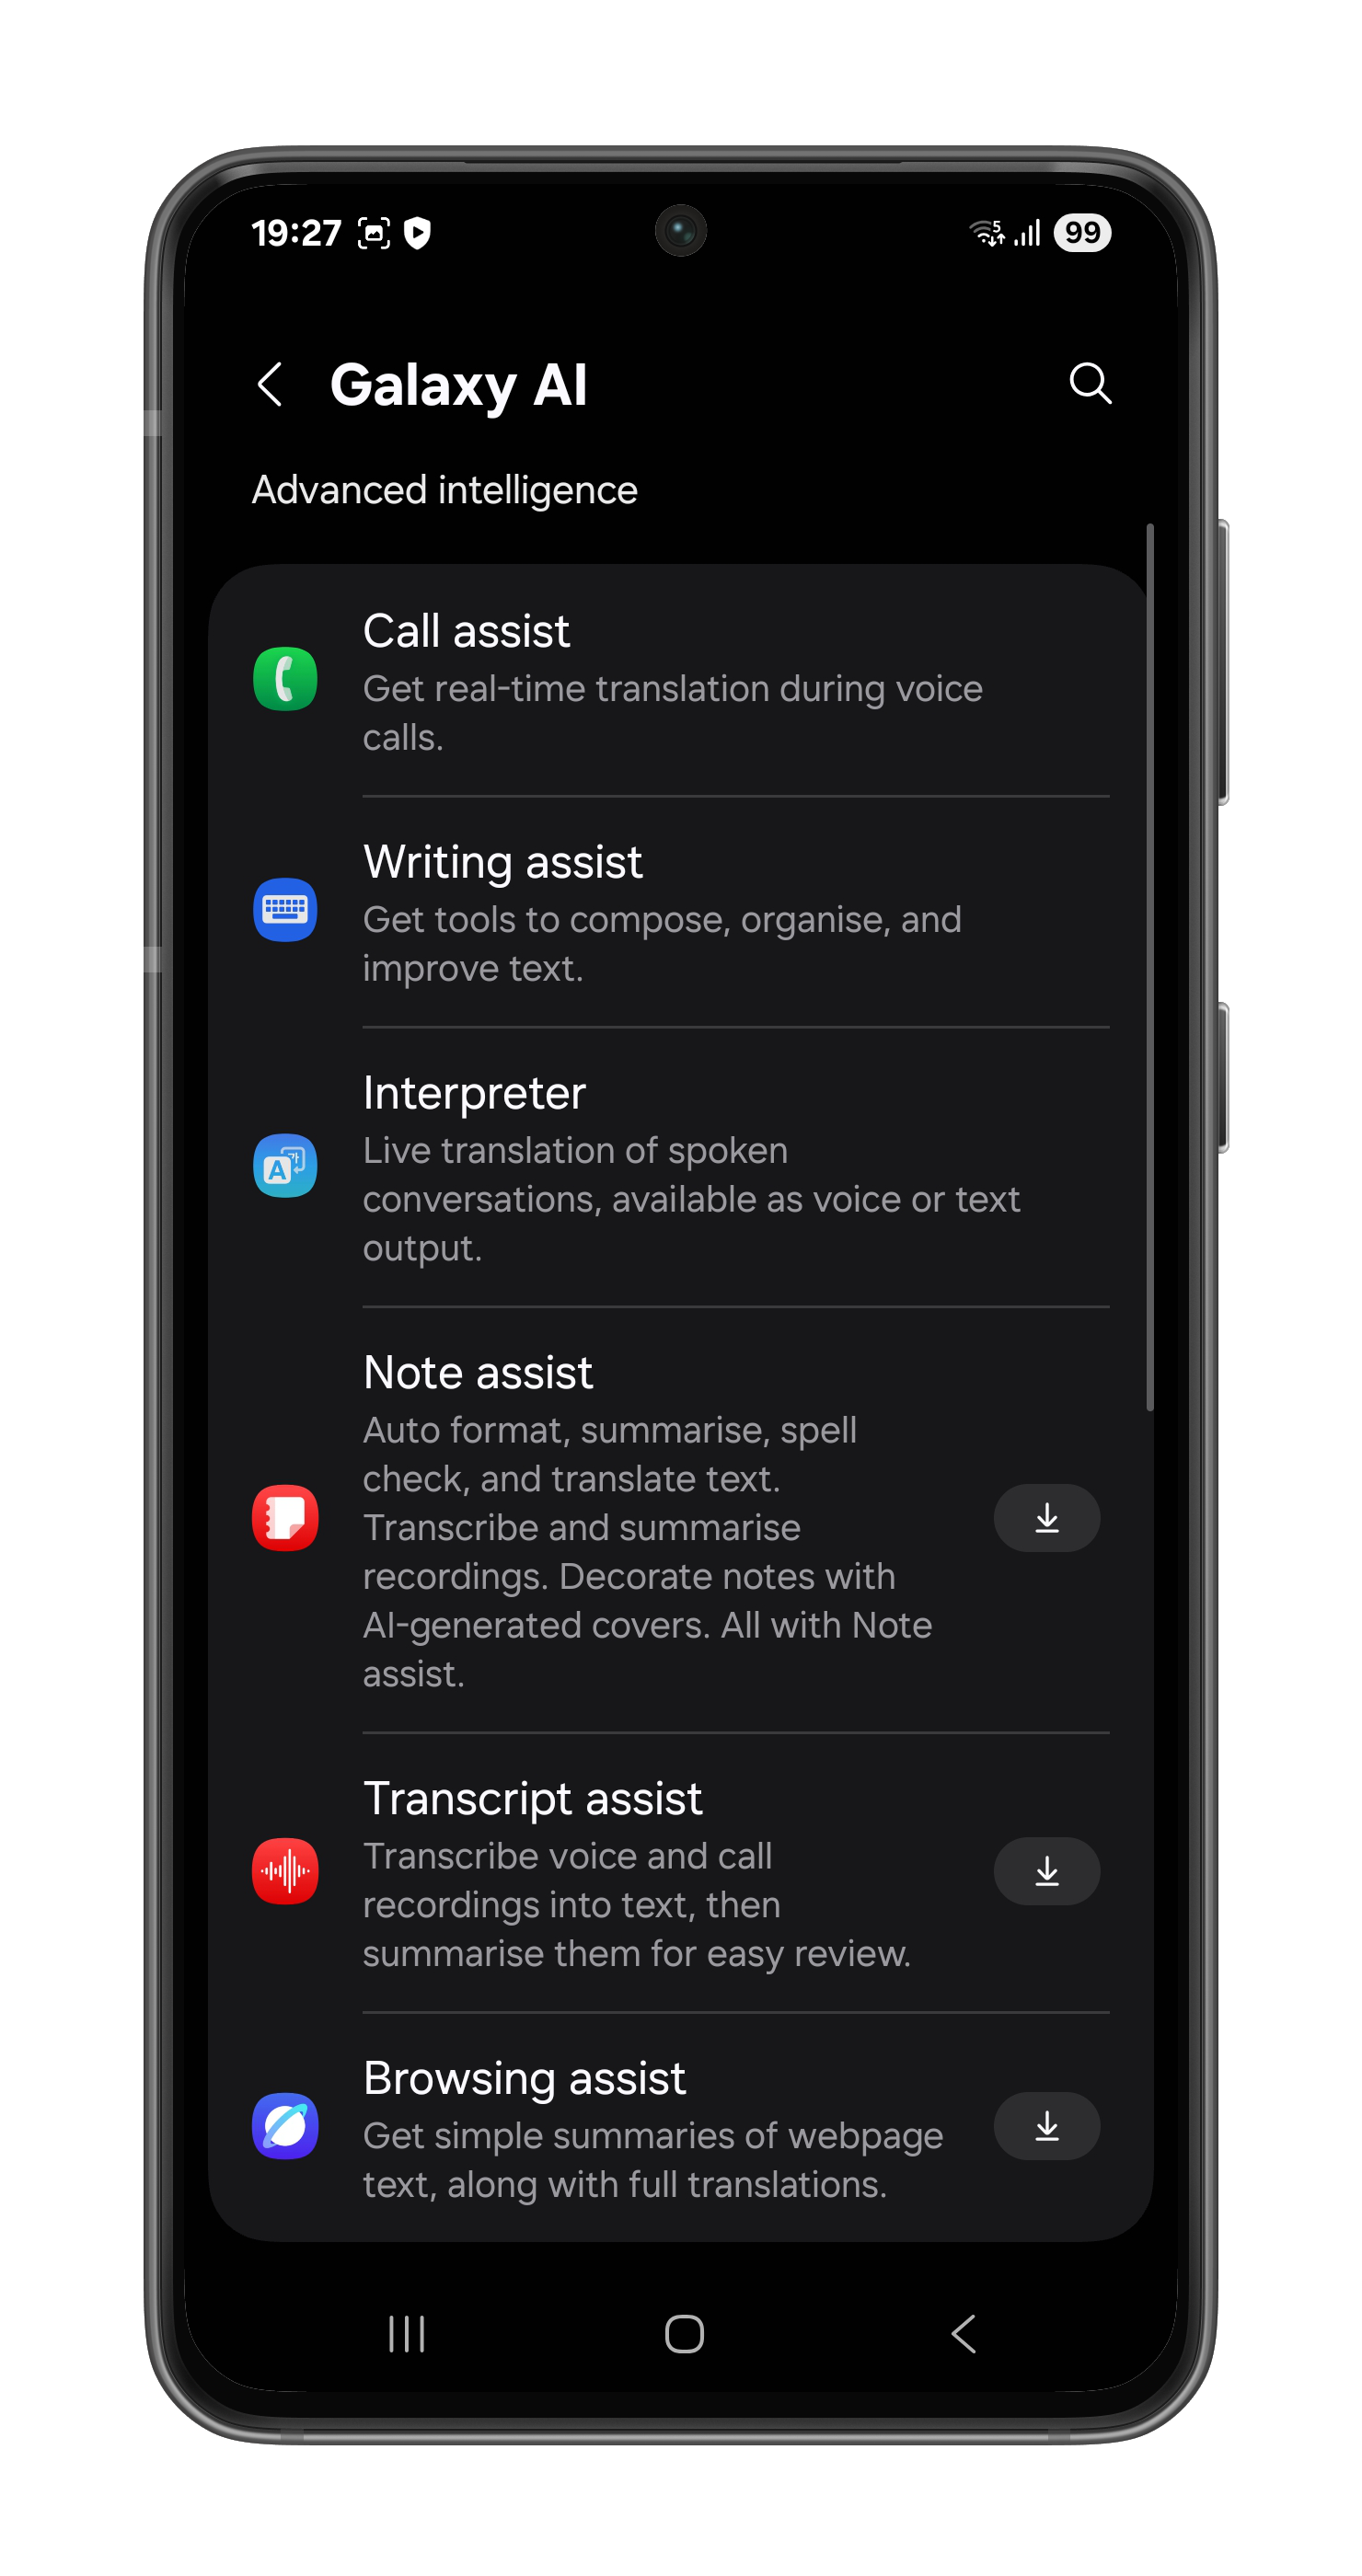 19:27
5
99
Galaxy AI
Advanced intelligence
Call assist
Get real-time translation during voice
calls.
Writing assist
Get tools to compose, organise, and
improve text.
Interpreter
Live translation of spoken
conversations, available as voice or text
output.
A 가
Note assist
Auto format, summarise, spell
check, and translate text.
Transcribe and summarise
recordings. Decorate notes with
AI-generated covers. All with Note
assist.
Transcript assist
Transcribe voice and call
recordings into text, then
summarise them for easy review.
Browsing assist
Get simple summaries of webpage
text, along with full translations.